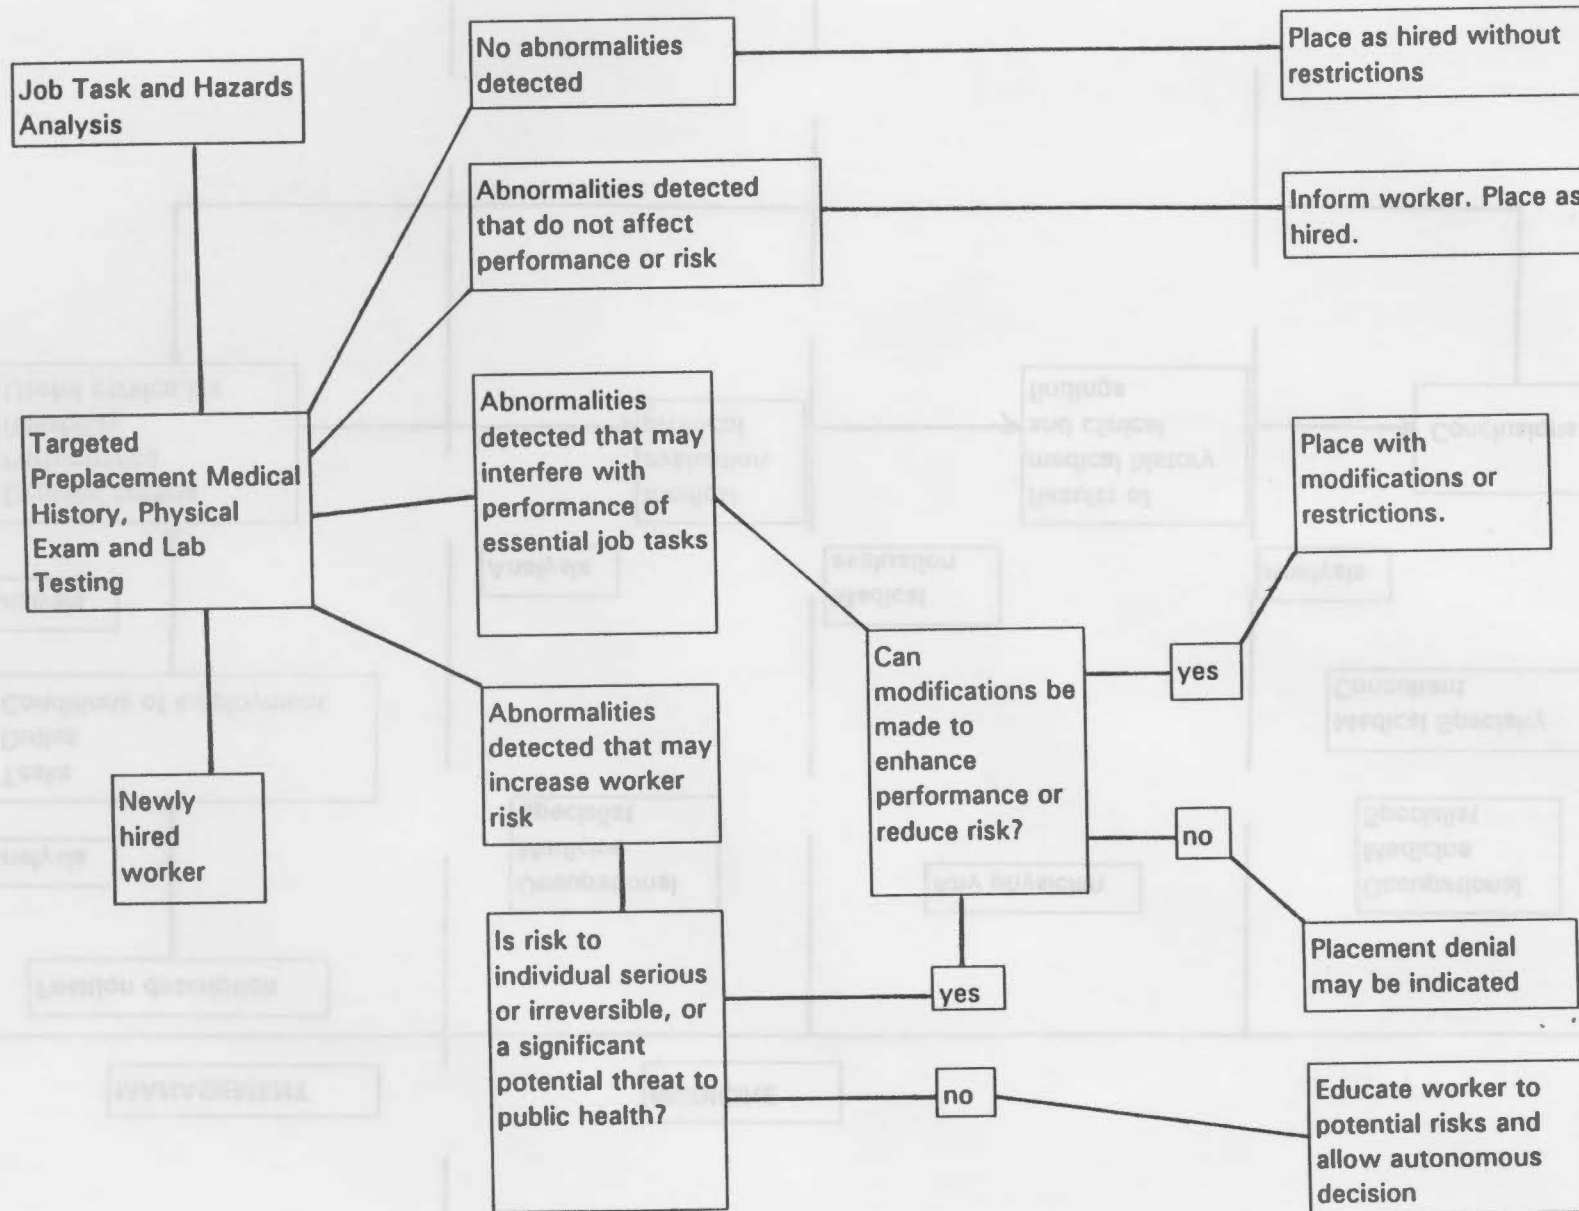 Job Task and Hazards
Analysis
Targeted
Preplacement Medical
History, Physical
Exam and Lab
Testing
Newly
hired
worker
No abnormalities
detected
Place as hired without
restrictions
Abnormalities detected
that do not affect
performance or risk
Inform worker. Place as
hired.
Abnormalities
detected that may
interfere with
performance of
essential job tasks
Abnormalities
detected that may
increase worker
risk
Is risk to
individual serious
or irreversible, or
a significant
potential threat to
public health?
yes
no
Can
modifications be
made to
enhance
performance or
reduce risk?
yes
no
Place with
modifications or
restrictions.
Placement denial
may be indicated
Educate worker to
potential risks and
allow autonomous
decision